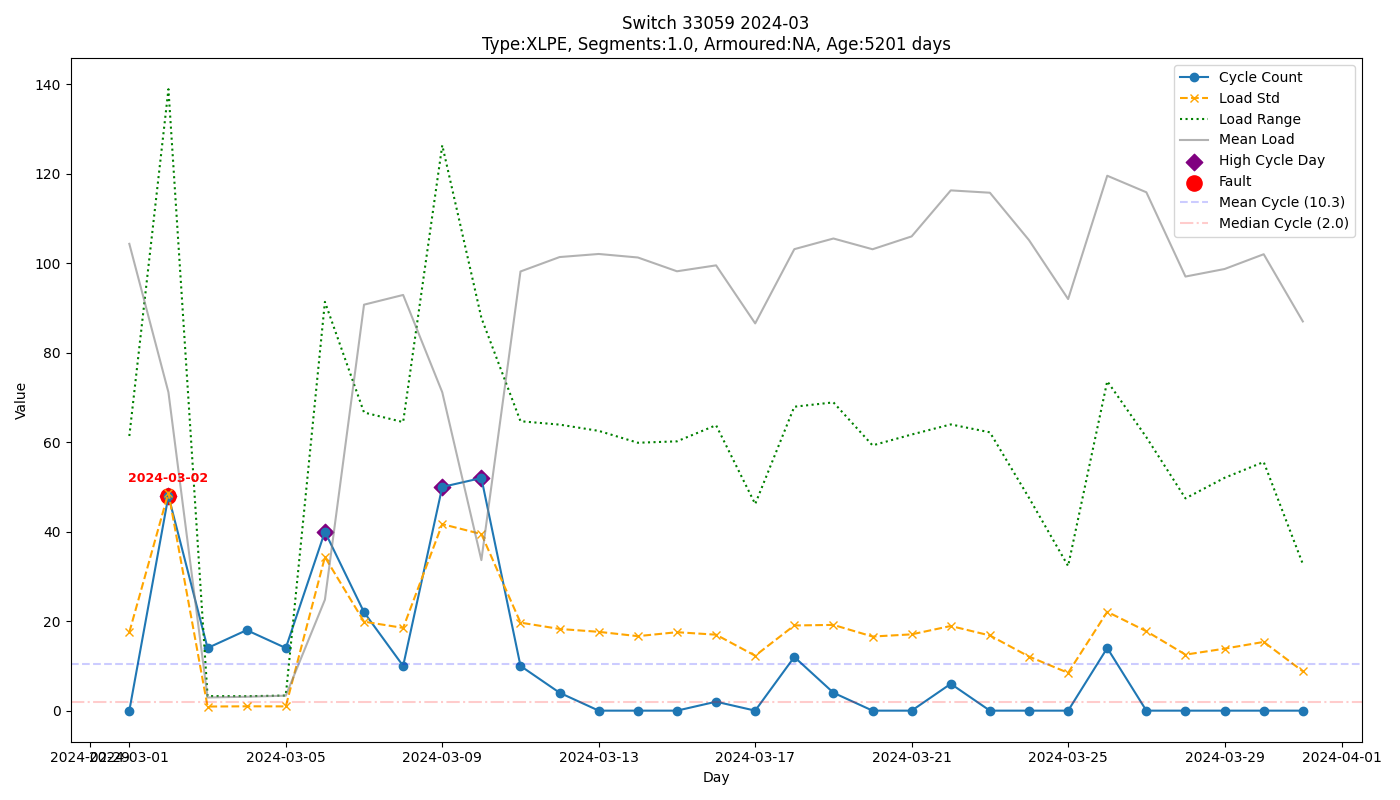 Switch 33059 2024-03
Type:XLPE, Segments:1.0, Armoured:NA, Age:5201 days
Cycle Count
Load Std
Load Range
Mean Load
High Cycle Day
Fault
Mean Cycle (10.3)
Median Cycle (2.0)
140
120
100
80
60
40
20
0
Value
2024-03-02
2024-02-29
2024-03-01
2024-03-05
2024-03-09
2024-03-13
2024-03-17
2024-03-21
2024-03-25
2024-03-29
2024-04-01
Day